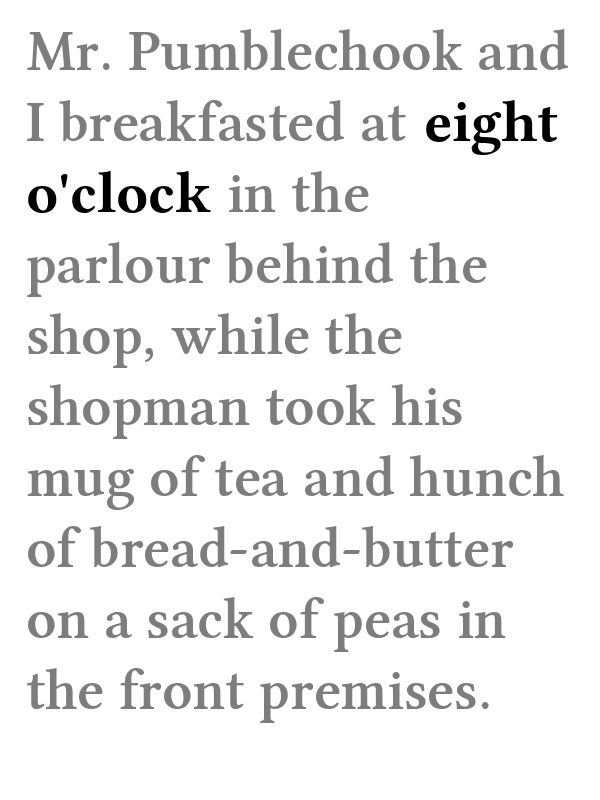 Mr. Pumblechook and
I breakfasted at eight
o'clock in the
parlour behind the
shop, while the
shopman took his
mug of tea and hunch
of bread-and-butter
on a sack of peas in
the front premises.